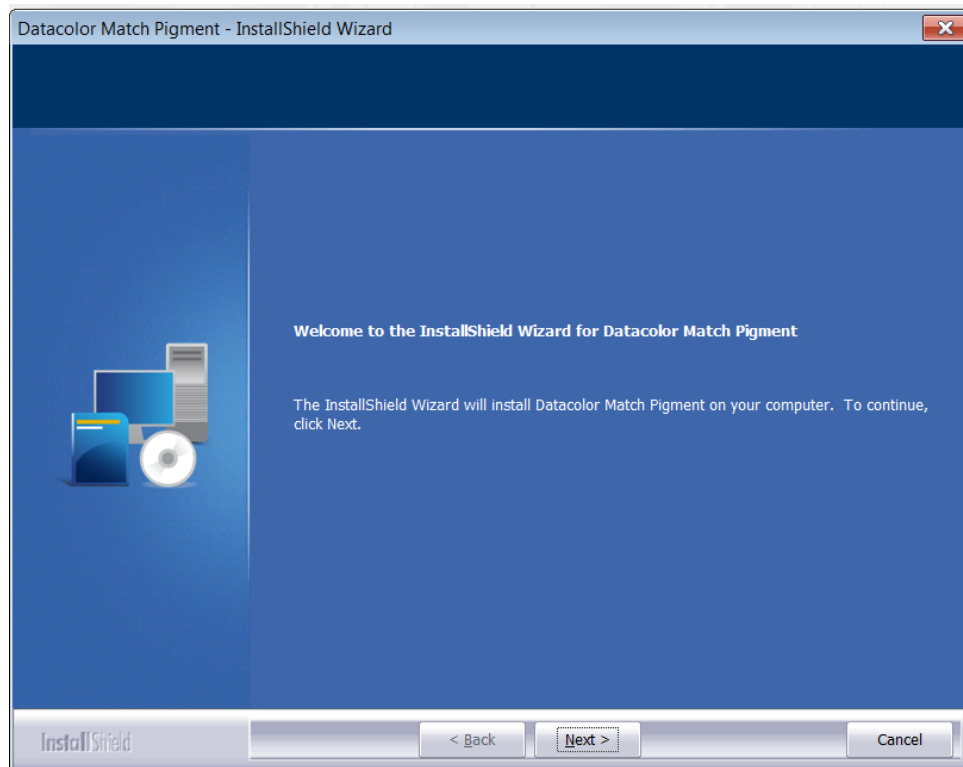 Datacolor Match Pigment - InstallShield Wizard
Welcome to the InstallShield Wizard for Datacolor Match Pigment
The InstallShield Wizard will install Datacolor Match Pigment on your computer.  To continue,
click Next.
InstallShield
< Back
Next >
Cancel